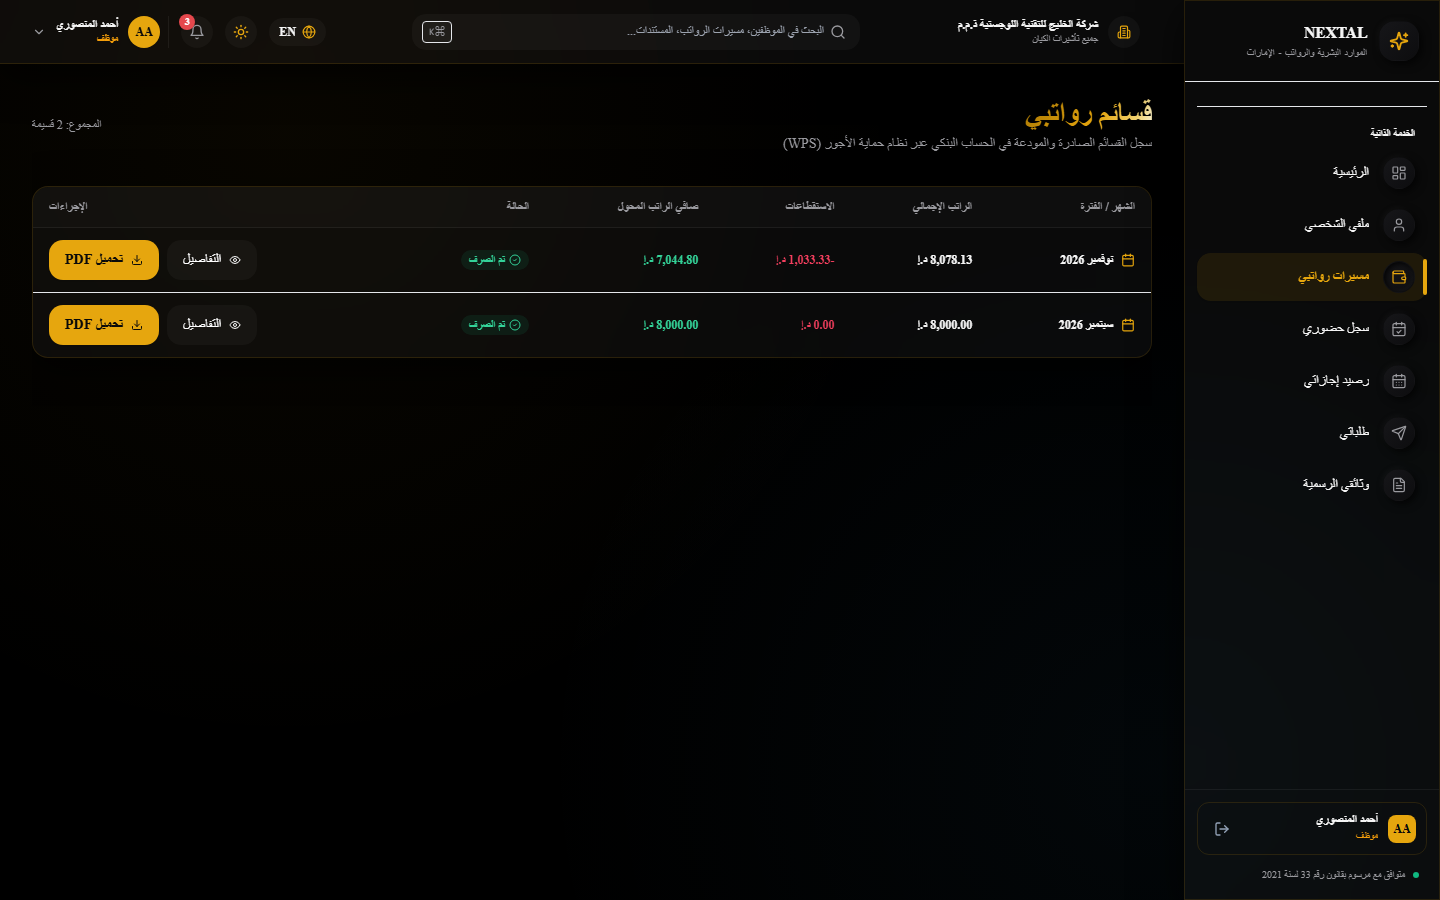 NEXTAL
الموارد البشرية والرواتب - الإمارات
الخدمة الذاتية
الرئيسية
ملفي الشخصي
مسيرات رواتبي
سجل حضوري
رصيد إجازاتي
طلباتي
وثائقي الرسمية
AA أحمد المنصوري
موظف
متوافق مع مرسوم بقانون رقم 33 لسنة 2021
شركة الخليج للتقنية اللوجستية ذ.م.م
جميع تأشيرات الكيان
البحث في الموظفين، مسيرات الرواتب، المستندات...
⌘K
EN
3
AA أحمد المنصوري
موظف
قسائم رواتبي
سجل القسائم الصادرة والمودعة في الحساب البنكي عبر نظام حماية الأجور (WPS)
المجموع: 2 قسيمة
الشهر / الفترة الراتب الإجمالي الاستقطاعات صافي الراتب المحول الحالة الإجراءات
نوفمبر 2026 8,078.13 د.إ -1,033.33 د.إ 7,044.80 د.إ تم الصرف التفاصيل تحميل PDF
سبتمبر 2026 8,000.00 د.إ 0.00 د.إ 8,000.00 د.إ تم الصرف التفاصيل تحميل PDF